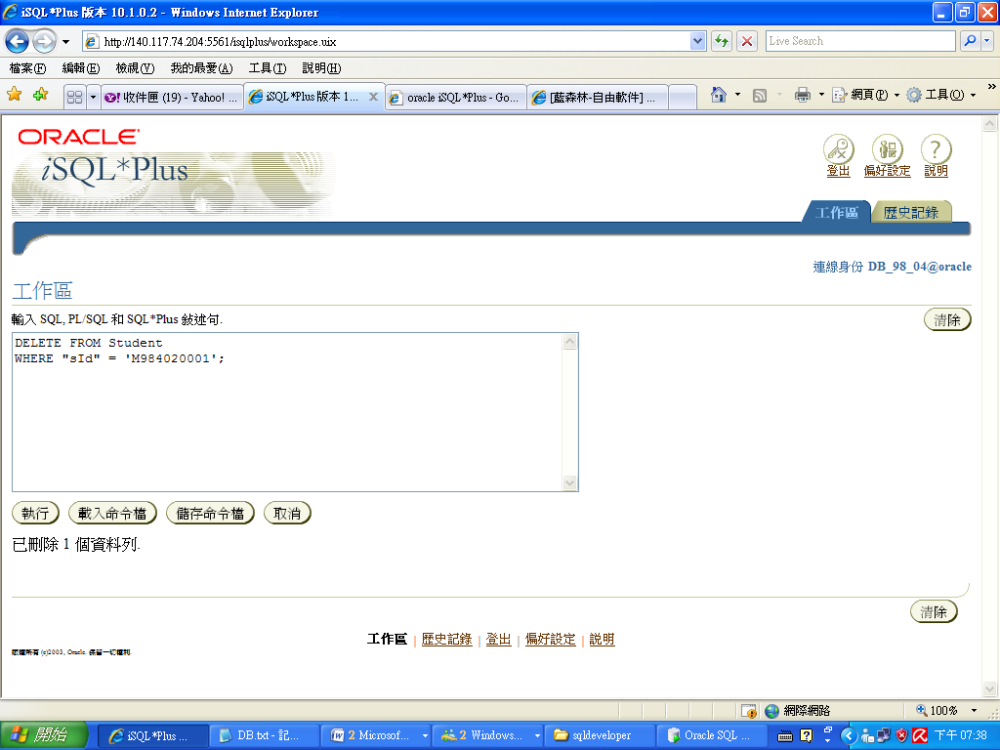 iSQL*Plus 版本 10.1.0.2 - Windows Internet Explorer
http://140.117.74.204:5561/isqlplus/workspace.uix
Live Search
檔案(F) 編輯(E) 檢視(V) 我的最愛(A) 工具(T) 說明(H)
收件匣 (19) - Yahoo! ... iSQL*Plus 版本 1... oracle iSQL*Plus - Go... [藍森林-自由軟件] ... 網頁(P) 工具(O) »
ORACLE
iSQL*Plus
登出 偏好設定 說明
工作區 歷史記錄
連線身份 DB_98_04@oracle
工作區
輸入 SQL, PL/SQL 和 SQL*Plus 敘述句.
清除
DELETE FROM Student
WHERE "sId" = 'M984020001';
執行 載入命令檔 儲存命令檔 取消
已刪除 1 個資料列.
清除
工作區 | 歷史記錄 | 登出 | 偏好設定 | 說明
版權所有 (c)2003, Oracle. 保留一切權利.
網際網路 100%
開始 iSQL*Plus ... DB.txt - 記... 2 Microsof... 2 Windows... sqldeveloper Oracle SQL ... 下午 07:38